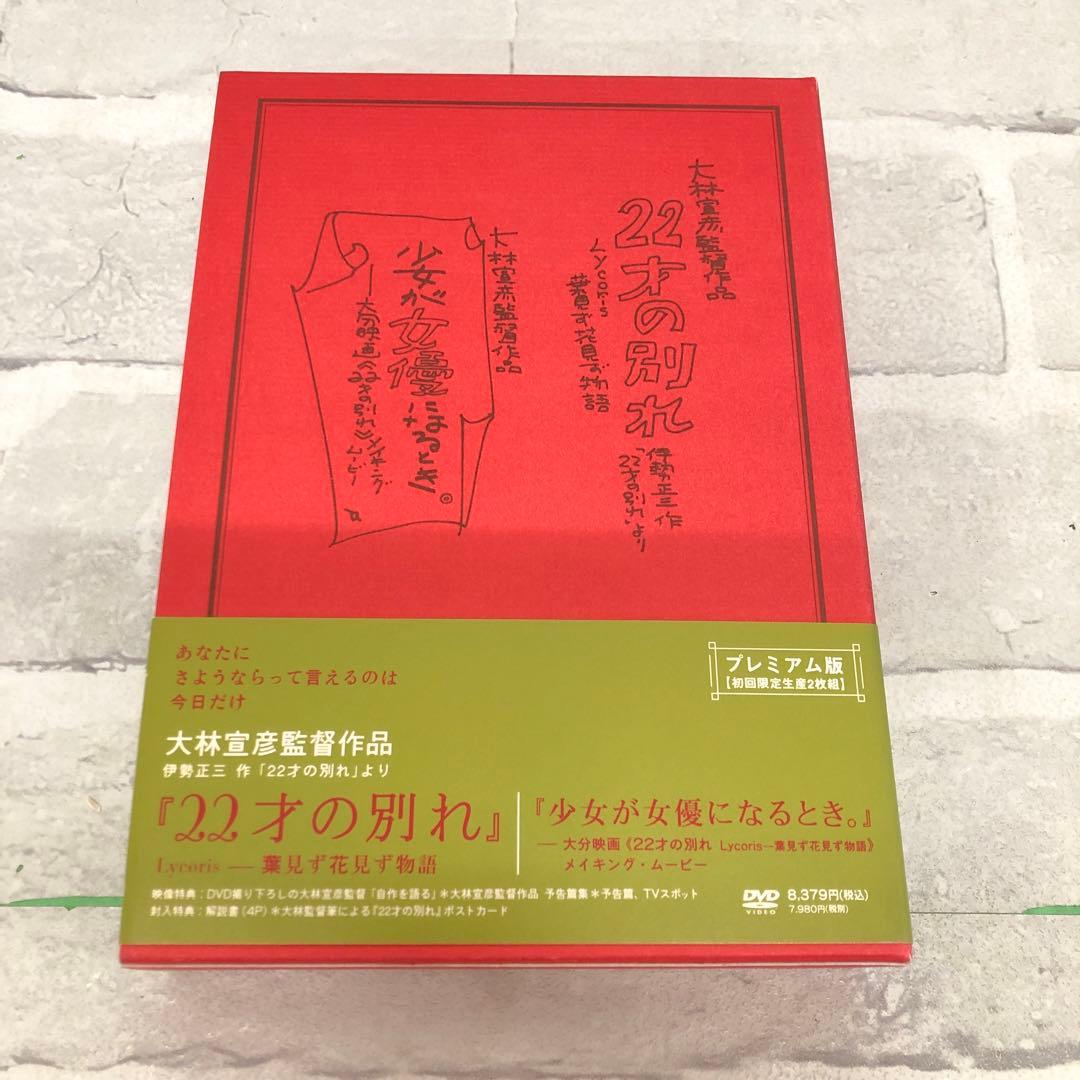 大林宣彦監督作品
22才の別れ
Lycoris 葉見ず花見ず物語
伊勢正三 作
「22才の別れ」より
大林宣彦監督作品
少女が女優になるとき。
大分映画《22才の別れ》メイキング
ムービー
あなたに
さようならって言えるのは
今日だけ
プレミアム版
【初回限定生産2枚組】
大林宣彦監督作品
伊勢正三 作「22才の別れ」より
『22才の別れ』
Lycoris ― 葉見ず花見ず物語
『少女が女優になるとき。』
― 大分映画《22才の別れ Lycoris―葉見ず花見ず物語》
メイキング・ムービー
映像特典:DVD撮り下ろしの大林宣彦監督「自作を語る」*大林宣彦監督作品 予告篇集*予告篇、TVスポット
封入特典:解説書(4P)*大林監督筆による『22才の別れ』ポストカード
DVD
VIDEO
8,379円(税込)
7,980円(税別)